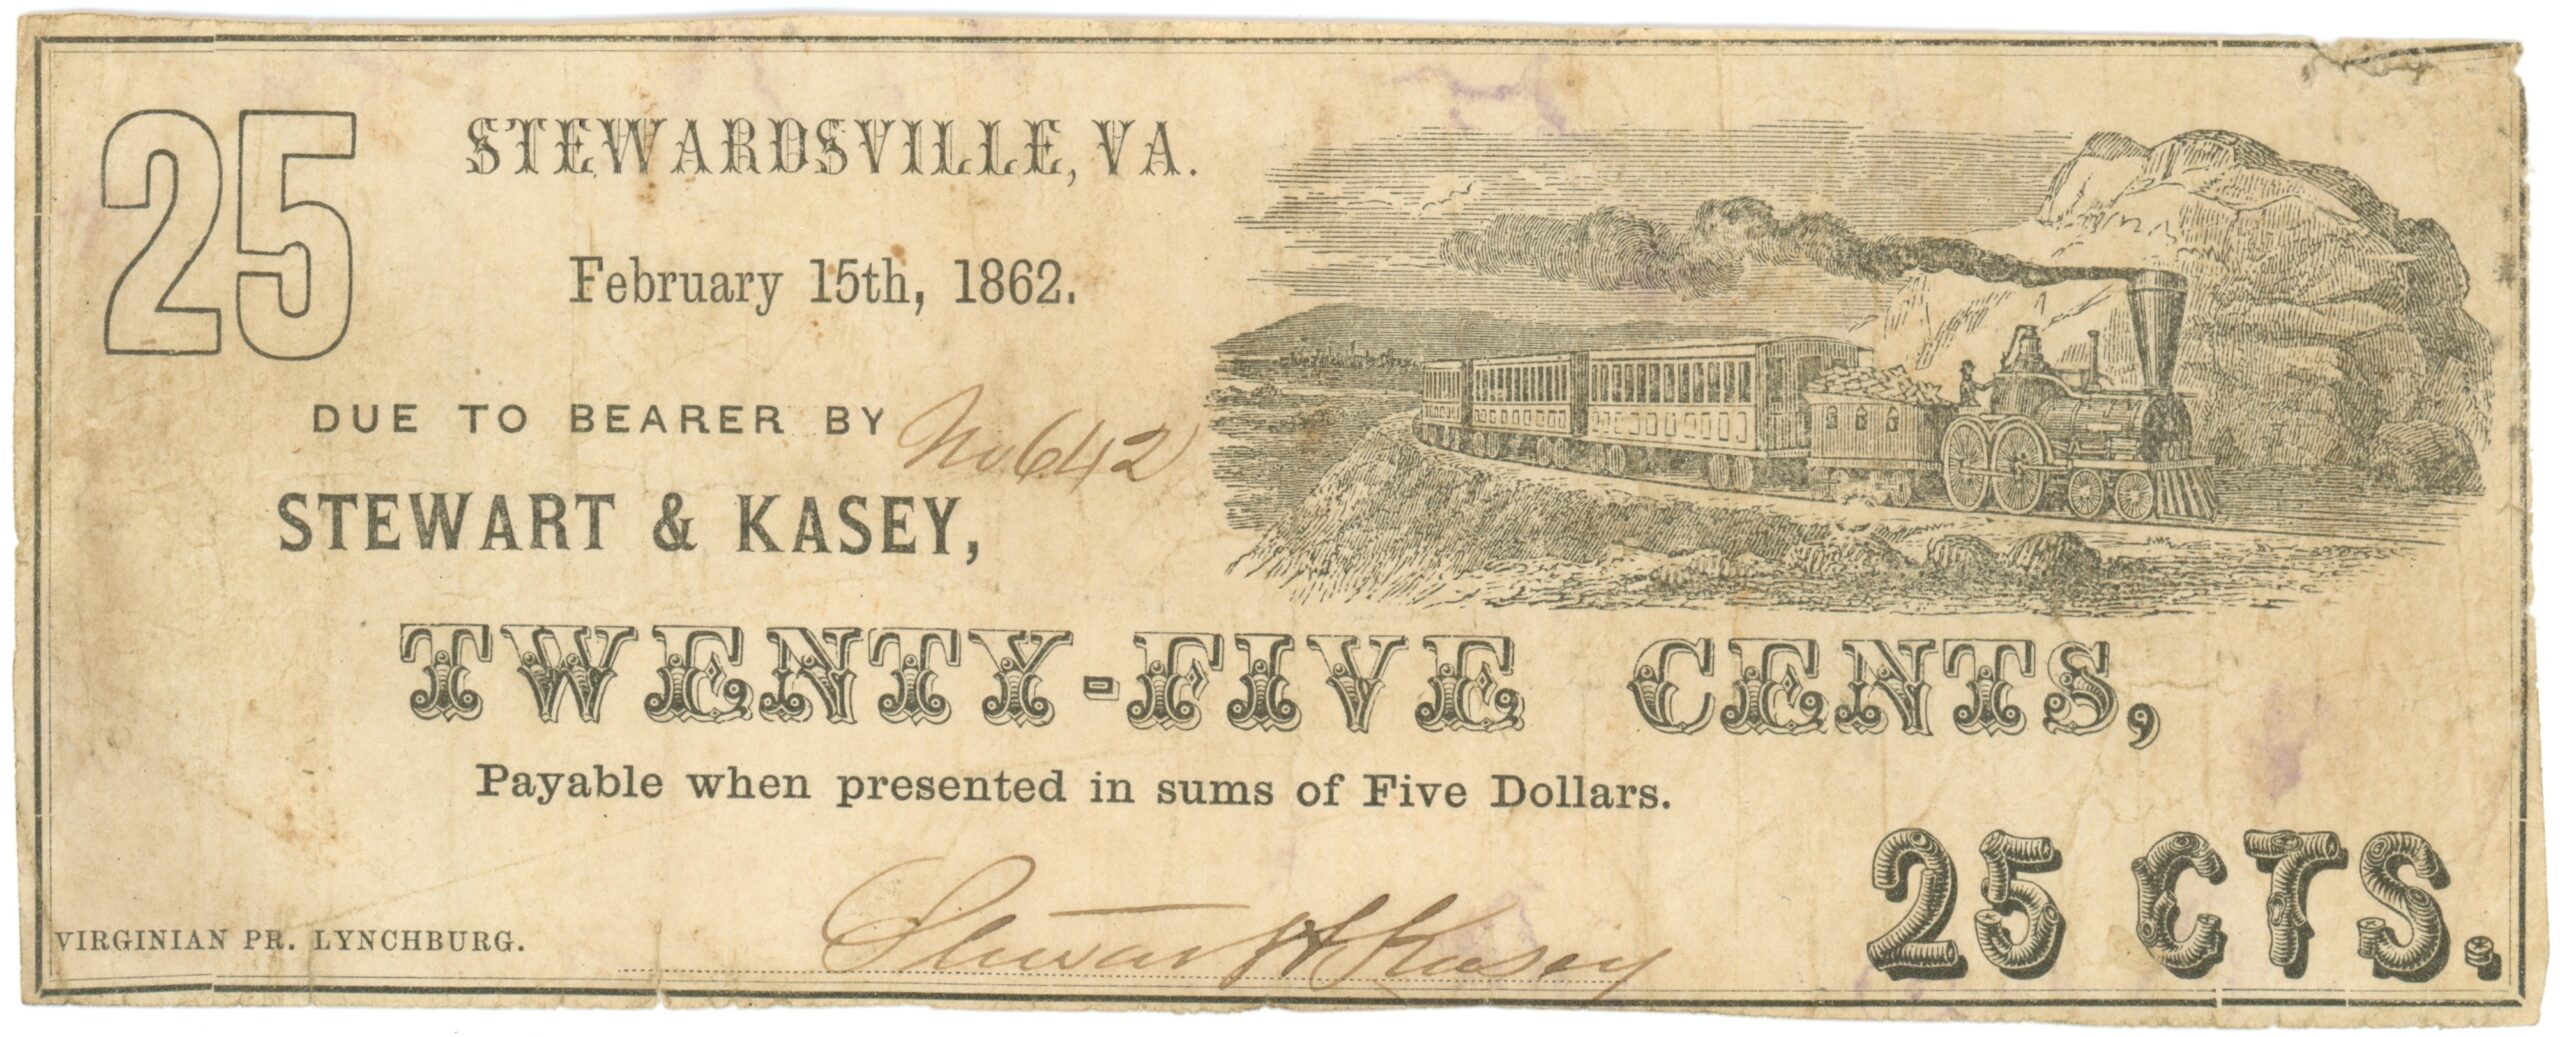 25
STEWARDSVILLE, VA.
February 15th, 1862.
DUE TO BEARER BY
No 642
STEWART & KASEY,
TWENTY-FIVE CENTS,
Payable when presented in sums of Five Dollars.
Stewart & Kasey
VIRGINIAN PR. LYNCHBURG.
25 CTS.